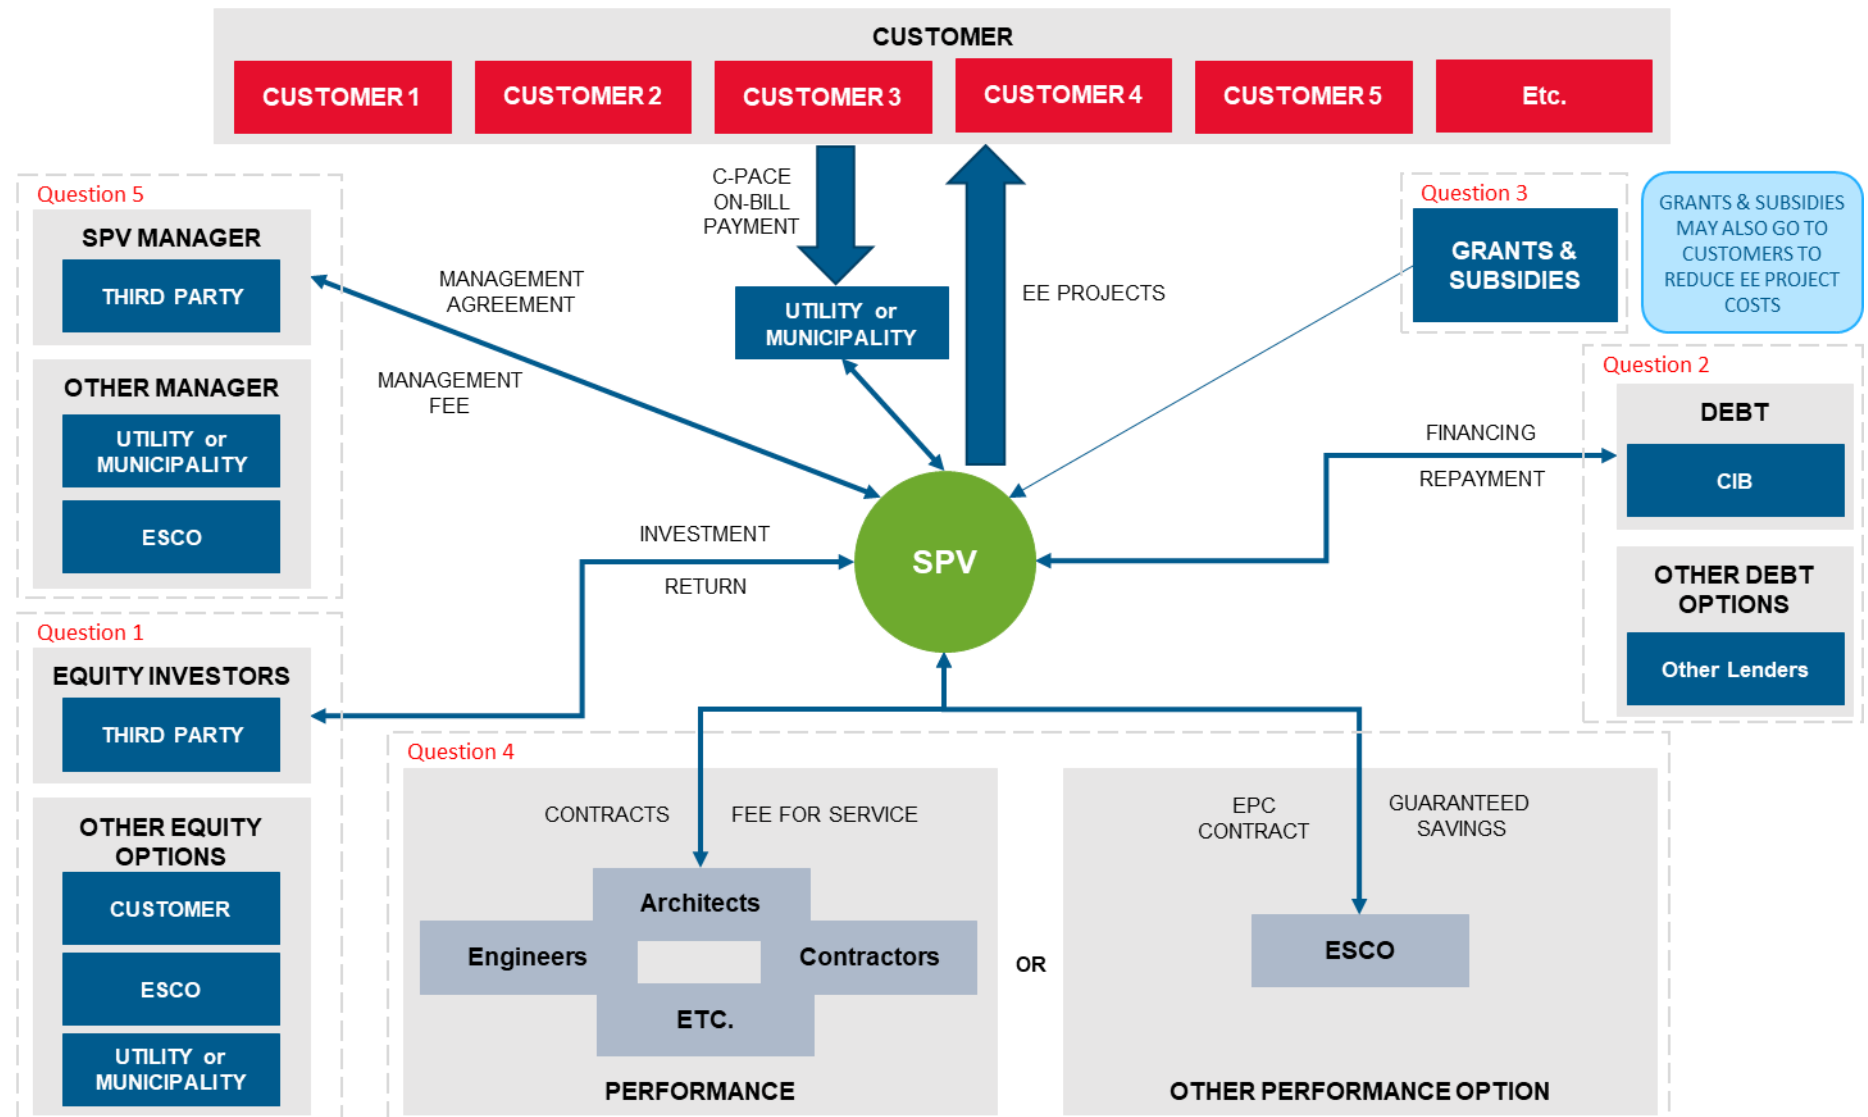 CUSTOMER
CUSTOMER 1
CUSTOMER 2
CUSTOMER 3
CUSTOMER 4
CUSTOMER 5
Etc.
C-PACE
ON-BILL
PAYMENT
UTILITY or
MUNICIPALITY
EE PROJECTS
Question 5
SPV MANAGER
THIRD PARTY
OTHER MANAGER
UTILITY or
MUNICIPALITY
ESCO
MANAGEMENT
AGREEMENT
MANAGEMENT
FEE
Question 3
GRANTS &
SUBSIDIES
GRANTS & SUBSIDIES
MAY ALSO GO TO
CUSTOMERS TO
REDUCE EE PROJECT
COSTS
Question 2
DEBT
CIB
OTHER DEBT
OPTIONS
Other Lenders
FINANCING
REPAYMENT
SPV
INVESTMENT
RETURN
Question 1
EQUITY INVESTORS
THIRD PARTY
OTHER EQUITY
OPTIONS
CUSTOMER
ESCO
UTILITY or
MUNICIPALITY
Question 4
CONTRACTS
FEE FOR SERVICE
Architects
Engineers
Contractors
ETC.
PERFORMANCE
OR
EPC
CONTRACT
GUARANTEED
SAVINGS
ESCO
OTHER PERFORMANCE OPTION